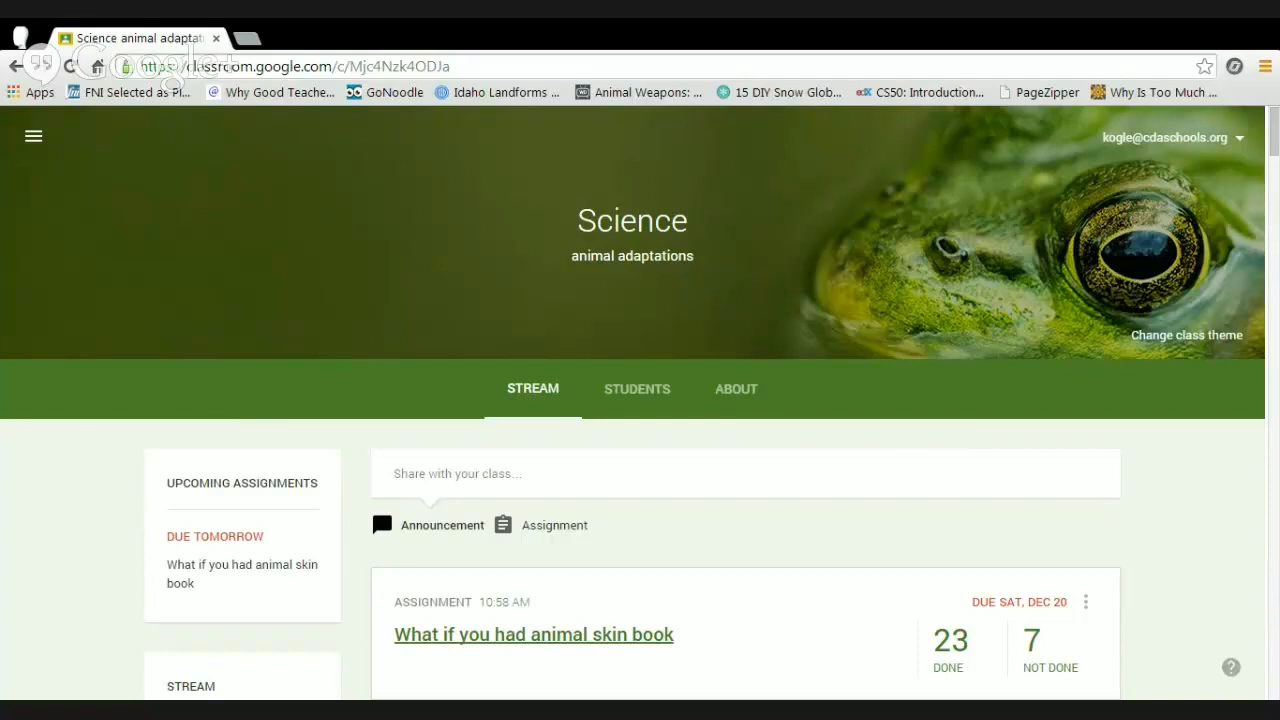 Science animal adaptat
Google+
https://classroom.google.com/c/Mjc4Nzk4ODJa
Apps FNI Selected as Pl... Why Good Teache... GoNoodle Idaho Landforms ... Animal Weapons: ... 15 DIY Snow Glob... CS50: Introduction... PageZipper Why Is Too Much ...
kogle@cdaschools.org
Science
animal adaptations
Change class theme
STREAM STUDENTS ABOUT
UPCOMING ASSIGNMENTS
DUE TOMORROW
What if you had animal skin
book
STREAM
Share with your class...
Announcement Assignment
ASSIGNMENT 10:58 AM DUE SAT, DEC 20
What if you had animal skin book
23 7
DONE NOT DONE